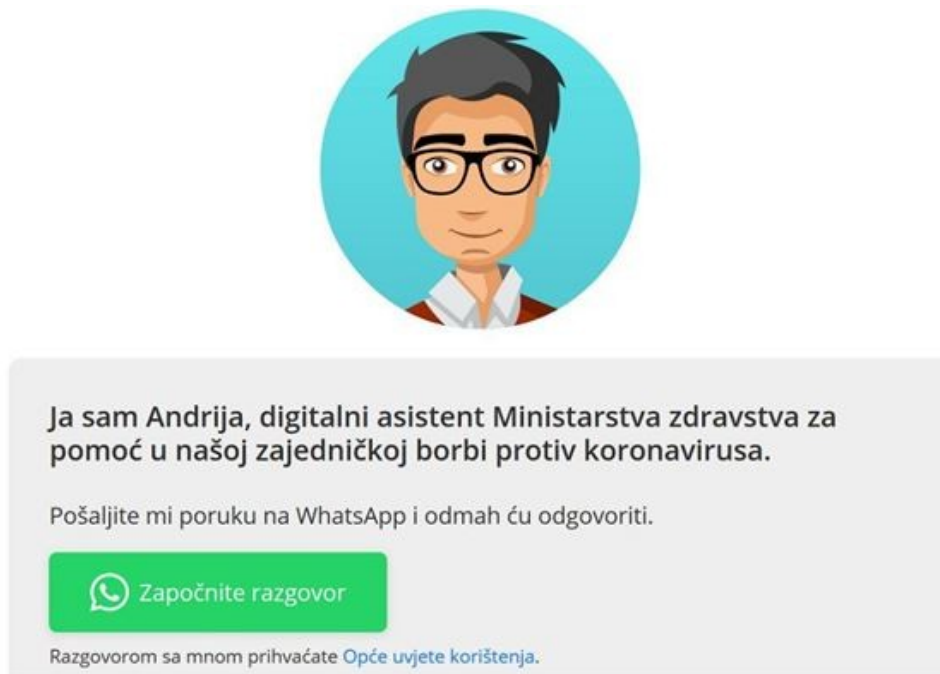 Ja sam Andrija, digitalni asistent Ministarstva zdravstva za
pomoć u našoj zajedničkoj borbi protiv koronavirusa.
Pošaljite mi poruku na WhatsApp i odmah ću odgovoriti.
Započnite razgovor
Razgovorom sa mnom prihvaćate Opće uvjete korištenja.